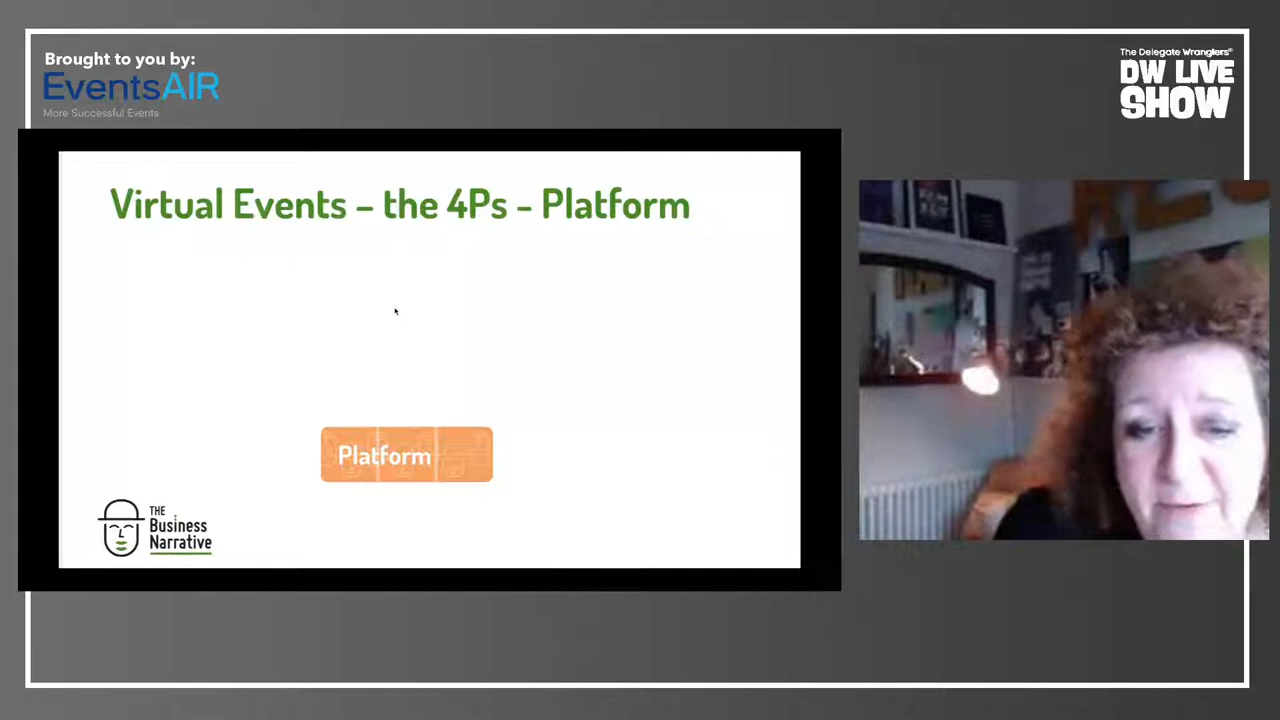 Brought to you by:
EventsAIR
More Successful Events
The Delegate Wranglers®
DW LIVE
SHOW
Virtual Events – the 4Ps - Platform
Platform
THE
Business
Narrative